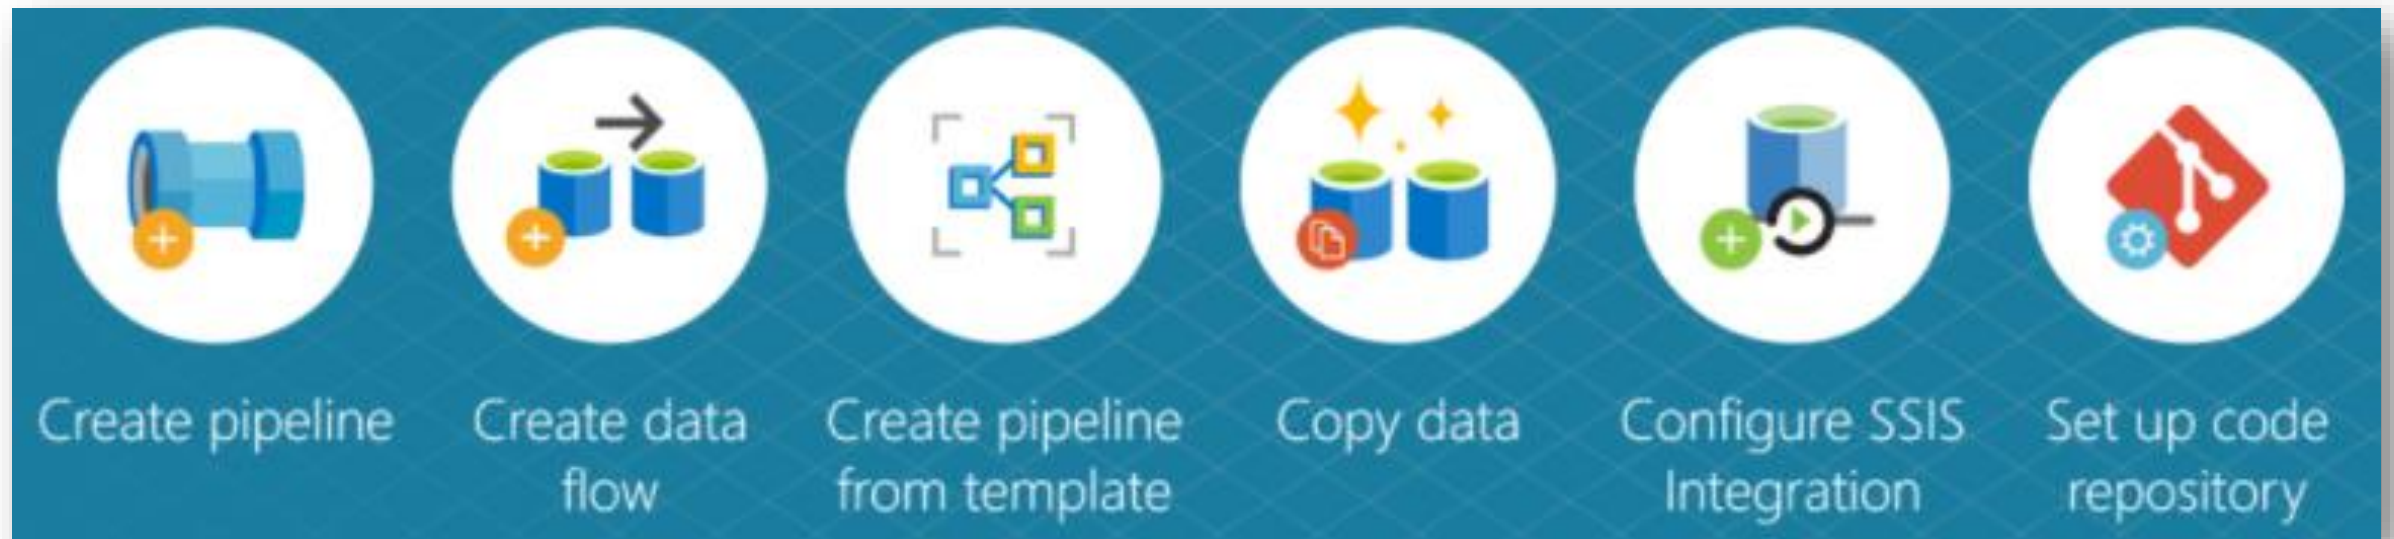 Create pipeline
Create data
flow
Create pipeline
from template
Copy data
Configure SSIS
Integration
Set up code
repository